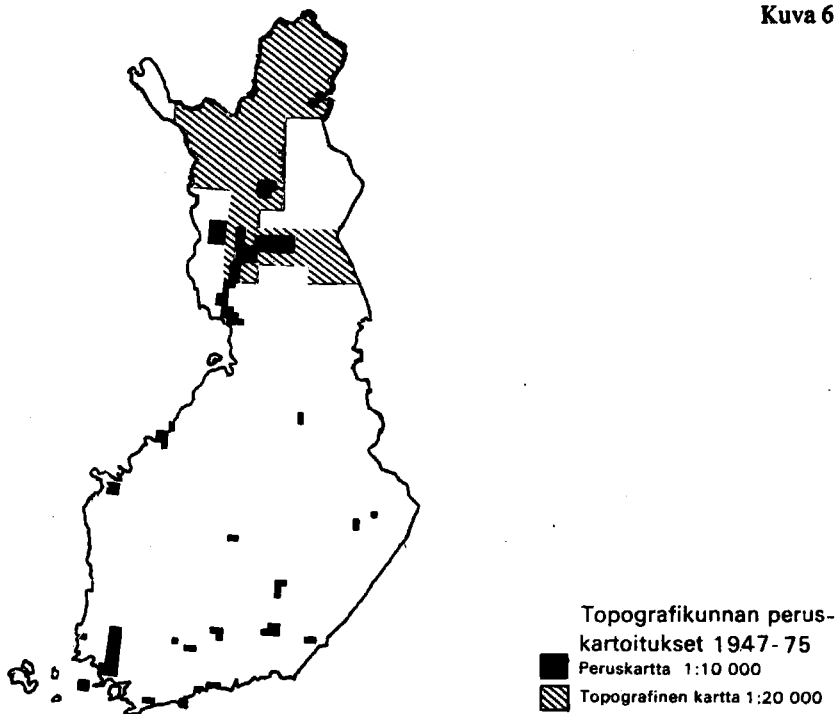 Kuva 6
Topografikunnan perus-
kartoitukset 1947-75
Peruskartta 1:10 000
Topografinen kartta 1:20 000